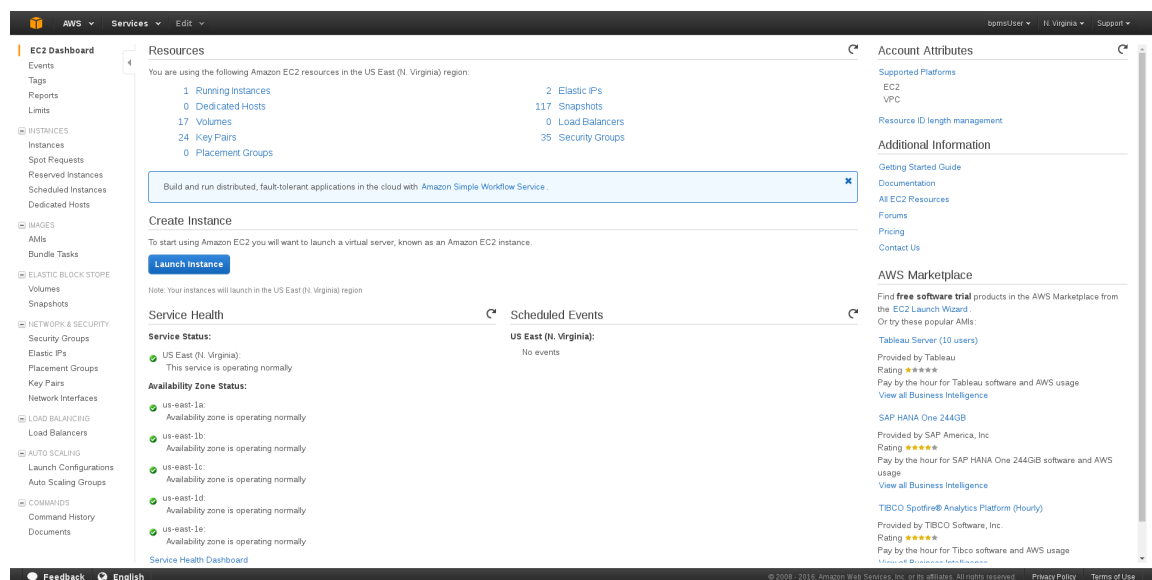 AWS Services Edit bpmsUser N. Virginia Support
EC2 Dashboard
Events
Tags
Reports
Limits
INSTANCES
Instances
Spot Requests
Reserved Instances
Scheduled Instances
Dedicated Hosts
IMAGES
AMIs
Bundle Tasks
ELASTIC BLOCK STORE
Volumes
Snapshots
NETWORK & SECURITY
Security Groups
Elastic IPs
Placement Groups
Key Pairs
Network Interfaces
LOAD BALANCING
Load Balancers
AUTO SCALING
Launch Configurations
Auto Scaling Groups
COMMANDS
Command History
Documents
Resources
You are using the following Amazon EC2 resources in the US East (N. Virginia) region:
1 Running Instances
0 Dedicated Hosts
17 Volumes
24 Key Pairs
0 Placement Groups
2 Elastic IPs
117 Snapshots
0 Load Balancers
35 Security Groups
Build and run distributed, fault-tolerant applications in the cloud with Amazon Simple Workflow Service.
Create Instance
To start using Amazon EC2 you will want to launch a virtual server, known as an Amazon EC2 instance.
Launch Instance
Note: Your instances will launch in the US East (N. Virginia) region
Service Health
Service Status:
US East (N. Virginia):
This service is operating normally
Availability Zone Status:
us-east-1a:
Availability zone is operating normally
us-east-1b:
Availability zone is operating normally
us-east-1c:
Availability zone is operating normally
us-east-1d:
Availability zone is operating normally
us-east-1e:
Availability zone is operating normally
Service Health Dashboard
Scheduled Events
US East (N. Virginia):
No events
Account Attributes
Supported Platforms
EC2
VPC
Resource ID length management
Additional Information
Getting Started Guide
Documentation
All EC2 Resources
Forums
Pricing
Contact Us
AWS Marketplace
Find free software trial products in the AWS Marketplace from
the EC2 Launch Wizard.
Or try these popular AMIs:
Tableau Server (10 users)
Provided by Tableau
Rating
Pay by the hour for Tableau software and AWS usage
View all Business Intelligence
SAP HANA One 244GB
Provided by SAP America, Inc
Rating
Pay by the hour for SAP HANA One 244GiB software and AWS
usage
View all Business Intelligence
TIBCO Spotfire® Analytics Platform (Hourly)
Provided by TIBCO Software, Inc.
Rating
Pay by the hour for Tibco software and AWS usage
View all Business Intelligence
Feedback English © 2008 - 2016, Amazon Web Services, Inc. or its affiliates. All rights reserved. Privacy Policy Terms of Use